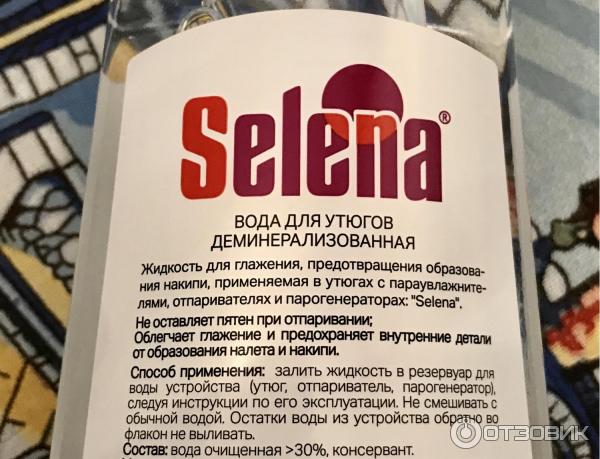 Selena®
ВОДА ДЛЯ УТЮГОВ
ДЕМИНЕРАЛИЗОВАННАЯ
Жидкость для глажения, предотвращения образова-
ния накипи, применяемая в утюгах с пароувлажните-
лями, отпаривателях и парогенераторах: "Selena".
Не оставляет пятен при отпаривании;
Облегчает глажение и предохраняет внутренние детали
от образования налета и накипи.
Способ применения: залить жидкость в резервуар для
воды устройства (утюг, отпариватель, парогенератор),
следуя инструкции по его эксплуатации. Не смешивать с
обычной водой. Остатки воды из устройства обратно во
флакон не выливать.
Состав: вода очищенная >30%, консервант.
ОТЗОВИК